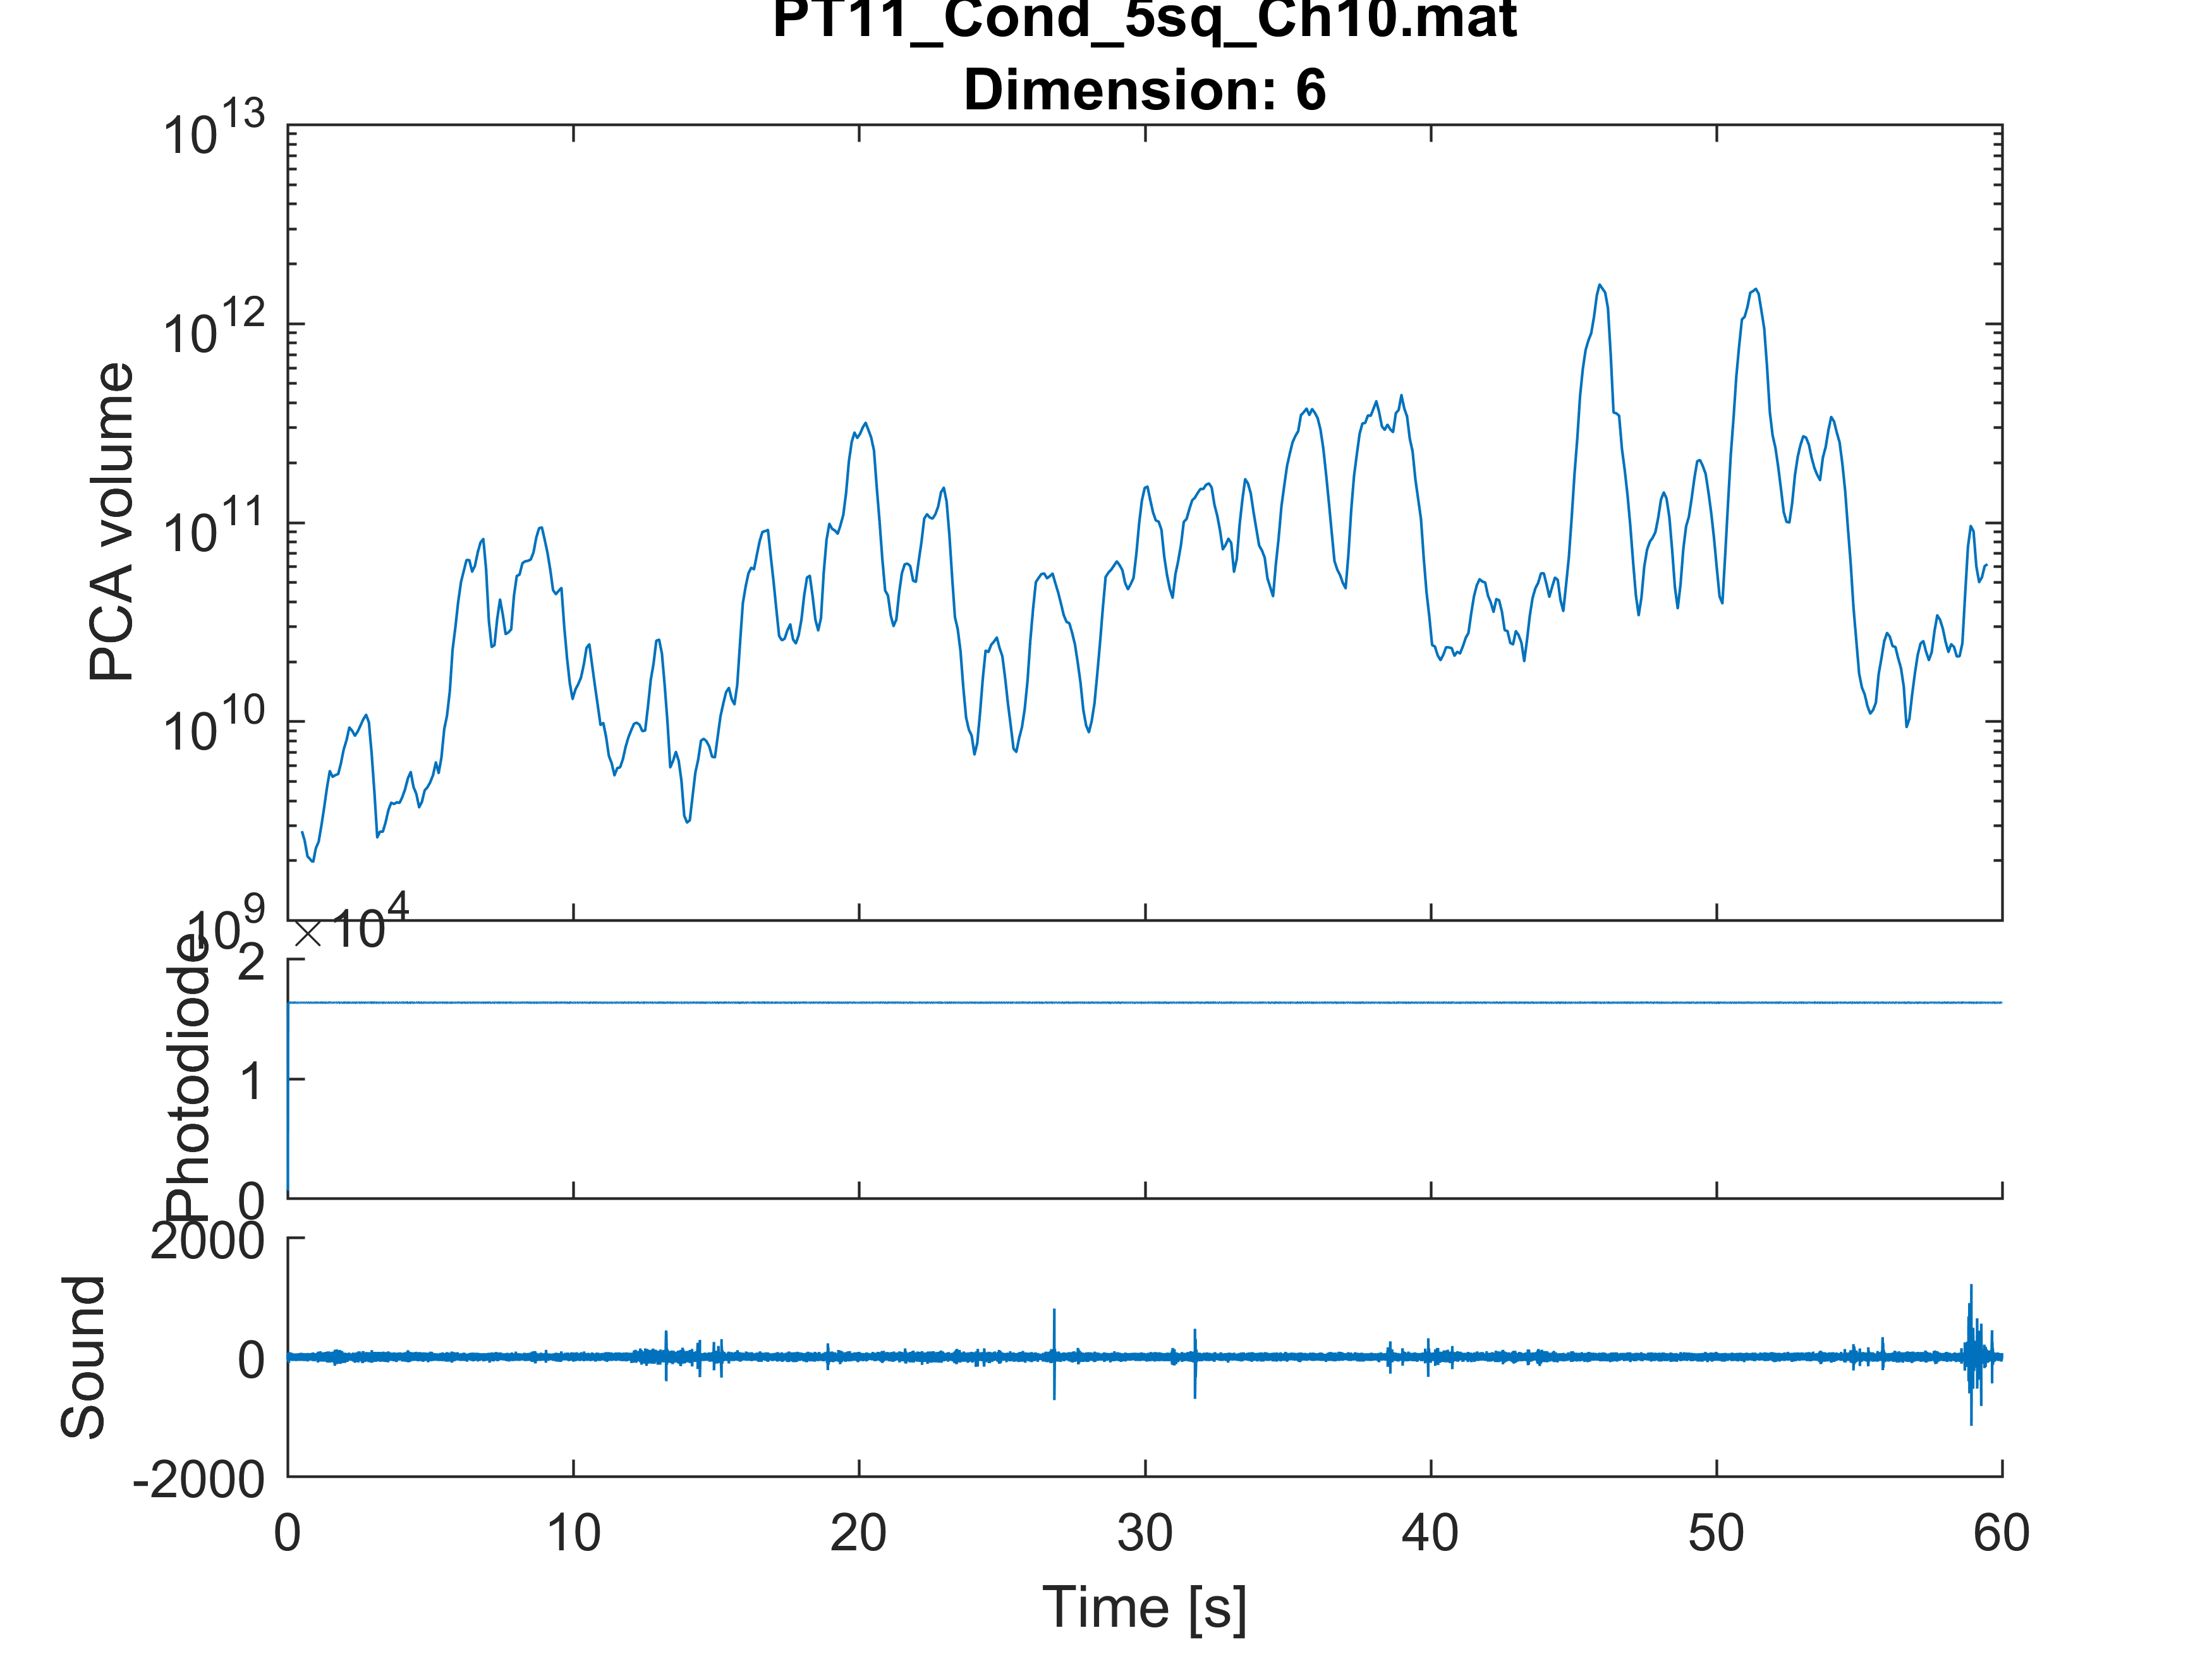 PT11_Cond_5sq_Ch10.mat
Dimension: 6
10^13
10^12
10^11
10^10
10^9
PCA volume
× 10^4
2
1
0
Photodiode
2000
0
-2000
Sound
0 10 20 30 40 50 60
Time [s]